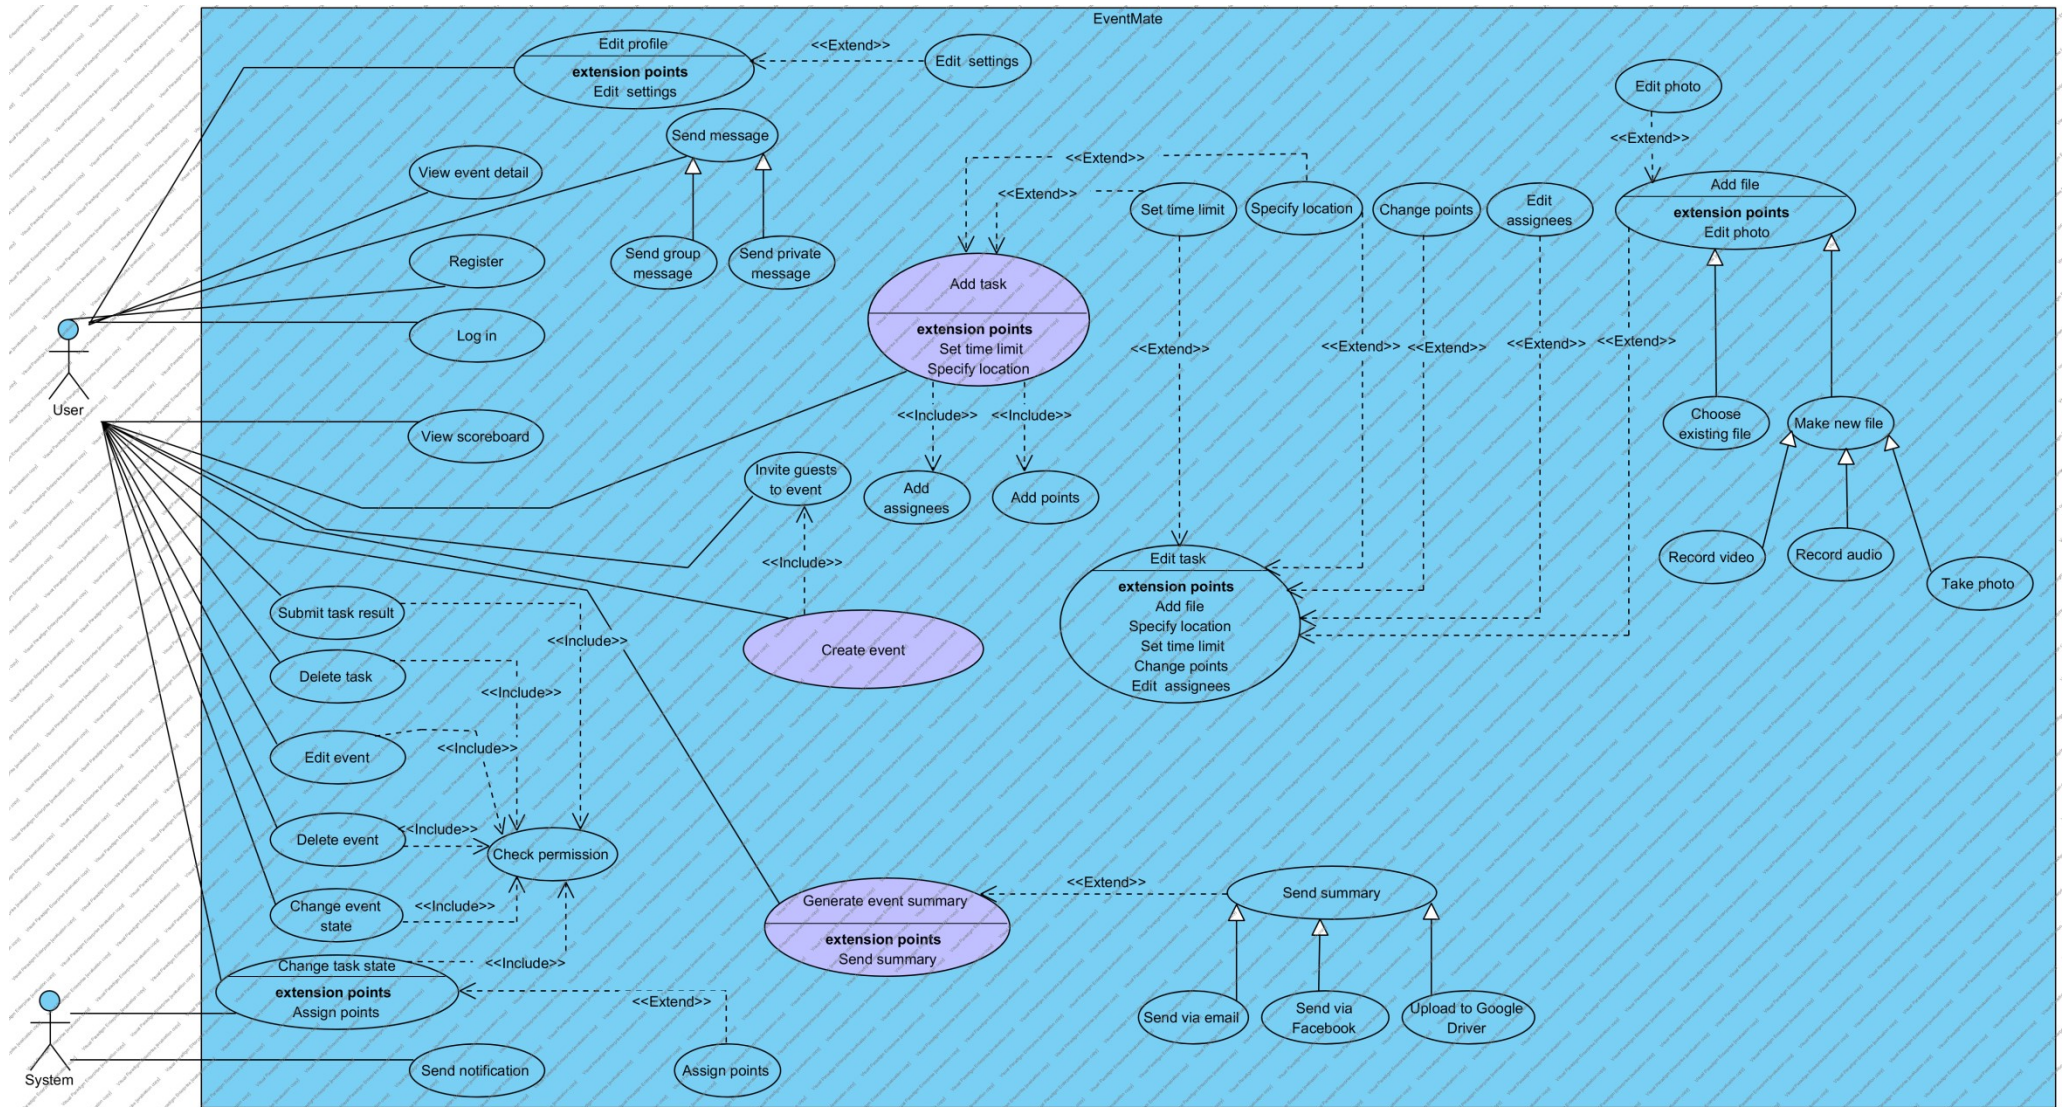 EventMate
Edit profile
extension points
Edit settings
<<Extend>>
Edit settings
Edit photo
<<Extend>>
Send message
View event detail
<<Extend>>
<<Extend>>
Set time limit
Specify location
Change points
Edit
assignees
Add file
extension points
Edit photo
Register
Send group
message
Send private
message
Add task
extension points
Set time limit
Specify location
Log in
User
<<Extend>>
<<Extend>>
<<Extend>>
<<Extend>>
<<Extend>>
View scoreboard
<<Include>>
<<Include>>
Choose
existing file
Make new file
Invite guests
to event
Add
assignees
Add points
<<Include>>
Record video
Record audio
Take photo
Edit task
extension points
Add file
Specify location
Set time limit
Change points
Edit assignees
Submit task result
<<Include>>
Create event
Delete task
<<Include>>
Edit event
<<Include>>
Delete event
<<Include>>
Check permission
Change event
state
<<Include>>
Generate event summary
extension points
Send summary
<<Extend>>
Send summary
Change task state
extension points
Assign points
<<Include>>
<<Extend>>
Send via email
Send via
Facebook
Upload to Google
Driver
System
Send notification
Assign points